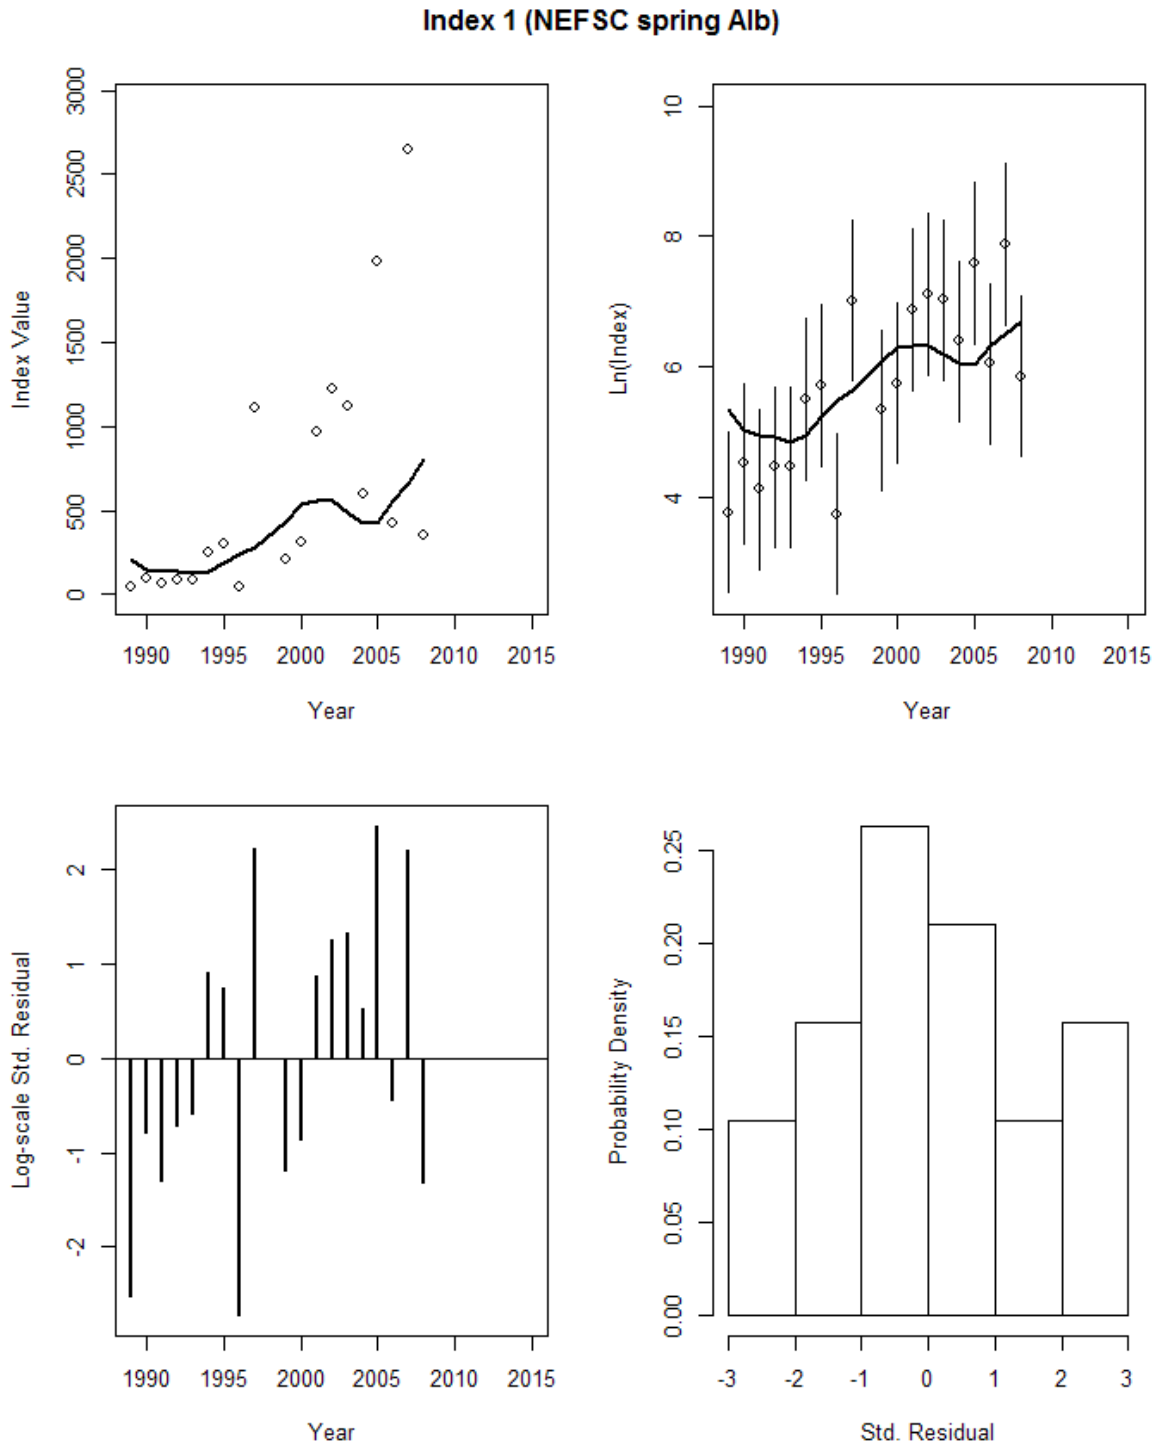 Index 1 (NEFSC spring Alb)
Index Value
3000
2500
2000
1500
1000
500
0
1990 1995 2000 2005 2010 2015
Year
Ln(Index)
10
8
6
4
1990 1995 2000 2005 2010 2015
Year
Log-scale Std. Residual
2
1
0
-1
-2
1990 1995 2000 2005 2010 2015
Year
Probability Density
0.25
0.20
0.15
0.10
0.05
0.00
-3 -2 -1 0 1 2 3
Std. Residual